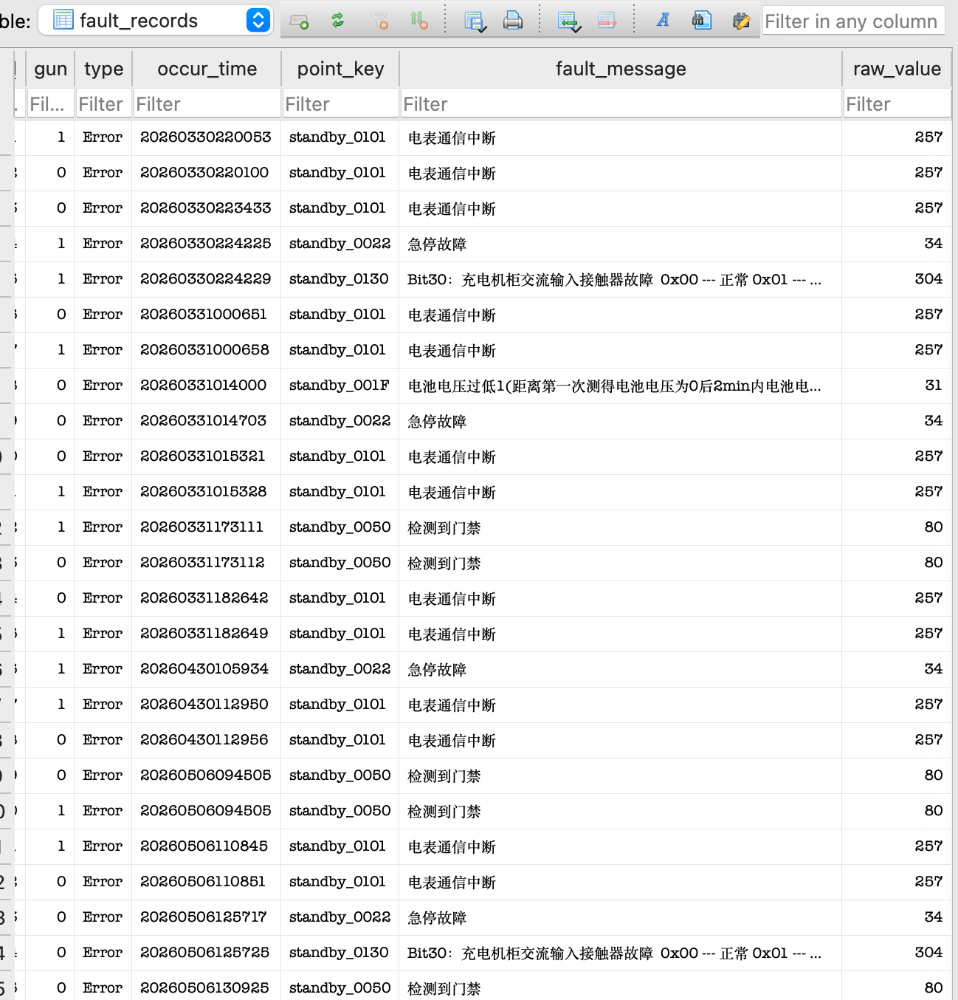 ble: fault_records Filter in any column
gun type occur_time point_key fault_message raw_value
Fil... Filter Filter Filter Filter Filter
1 Error 20260330220053 standby_0101 电表通信中断 257
0 Error 20260330220100 standby_0101 电表通信中断 257
0 Error 20260330223433 standby_0101 电表通信中断 257
1 Error 20260330224225 standby_0022 急停故障 34
1 Error 20260330224229 standby_0130 Bit30：充电机柜交流输入接触器故障 0x00 --- 正常 0x01 --- ... 304
0 Error 20260331000651 standby_0101 电表通信中断 257
1 Error 20260331000658 standby_0101 电表通信中断 257
0 Error 20260331014000 standby_001F 电池电压过低1(距离第一次测得电池电压为0后2min内电池电... 31
0 Error 20260331014703 standby_0022 急停故障 34
0 Error 20260331015321 standby_0101 电表通信中断 257
1 Error 20260331015328 standby_0101 电表通信中断 257
1 Error 20260331173111 standby_0050 检测到门禁 80
0 Error 20260331173112 standby_0050 检测到门禁 80
0 Error 20260331182642 standby_0101 电表通信中断 257
1 Error 20260331182649 standby_0101 电表通信中断 257
1 Error 20260430105934 standby_0022 急停故障 34
1 Error 20260430112950 standby_0101 电表通信中断 257
0 Error 20260430112956 standby_0101 电表通信中断 257
0 Error 20260506094505 standby_0050 检测到门禁 80
1 Error 20260506094505 standby_0050 检测到门禁 80
1 Error 20260506110845 standby_0101 电表通信中断 257
0 Error 20260506110851 standby_0101 电表通信中断 257
0 Error 20260506125717 standby_0022 急停故障 34
0 Error 20260506125725 standby_0130 Bit30：充电机柜交流输入接触器故障 0x00 --- 正常 0x01 --- ... 304
0 Error 20260506130925 standby_0050 检测到门禁 80